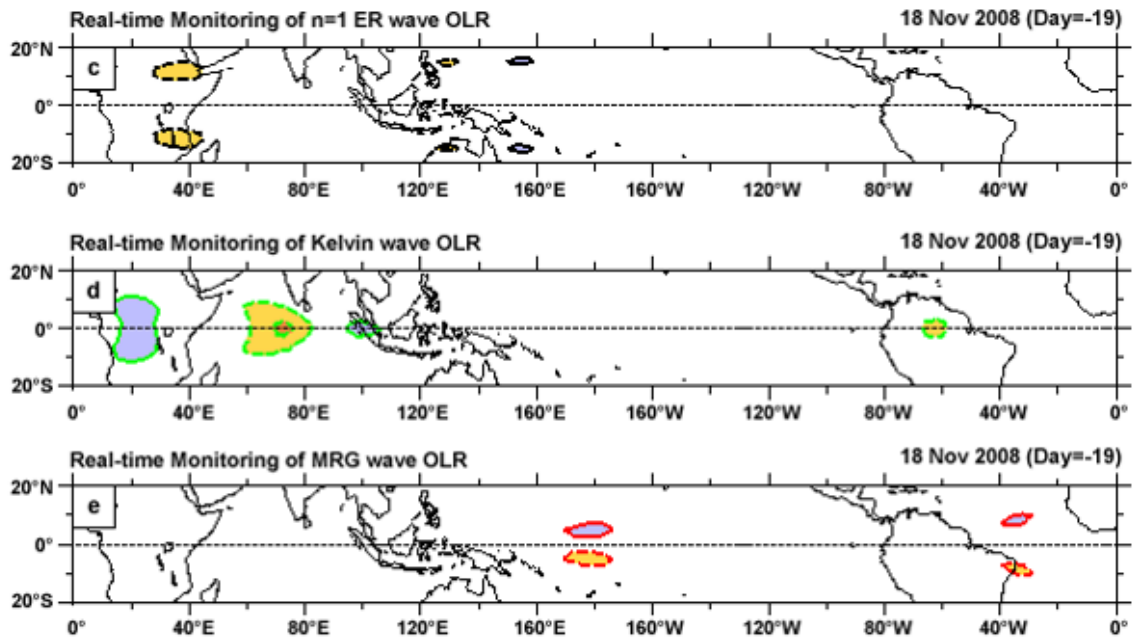 Real-time Monitoring of n=1 ER wave OLR 18 Nov 2008 (Day=-19)
20°N
c
0°
20°S
0° 40°E 80°E 120°E 160°E 160°W 120°W 80°W 40°W 0°
Real-time Monitoring of Kelvin wave OLR 18 Nov 2008 (Day=-19)
20°N
d
0°
20°S
0° 40°E 80°E 120°E 160°E 160°W 120°W 80°W 40°W 0°
Real-time Monitoring of MRG wave OLR 18 Nov 2008 (Day=-19)
20°N
e
0°
20°S
0° 40°E 80°E 120°E 160°E 160°W 120°W 80°W 40°W 0°